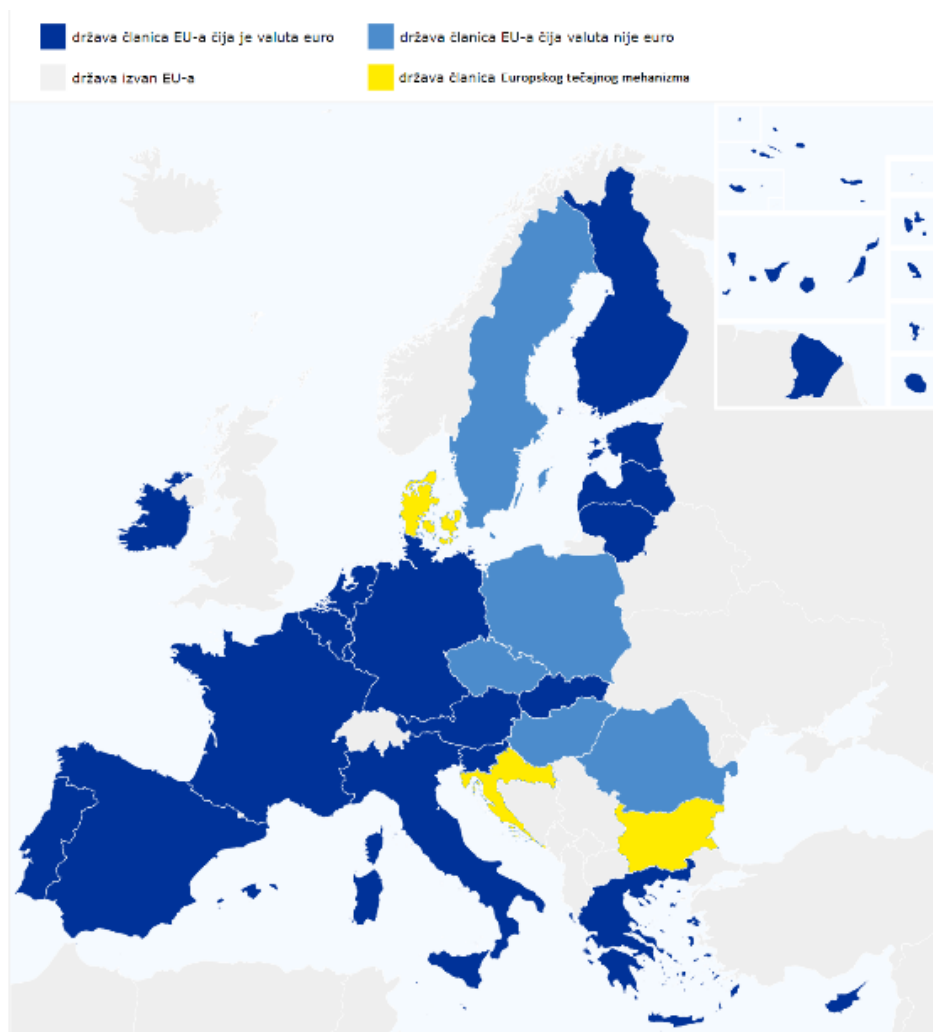 država članica EU-a čija je valuta euro
država članica EU-a čija valuta nije euro
država izvan EU-a
država članica Europskog tečajnog mehanizma